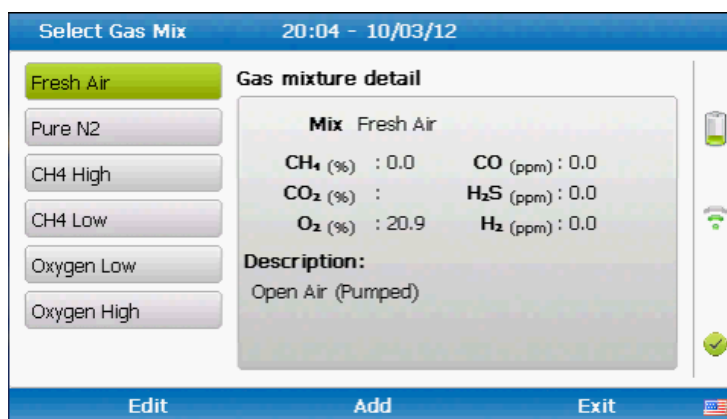 Select Gas Mix 20:04 - 10/03/12
Fresh Air
Pure N2
CH4 High
CH4 Low
Oxygen Low
Oxygen High
Gas mixture detail
Mix Fresh Air
CH₄ (%) : 0.0 CO (ppm) : 0.0
CO₂ (%) : H₂S (ppm) : 0.0
O₂ (%) : 20.9 H₂ (ppm) : 0.0
Description:
Open Air (Pumped)
Edit Add Exit